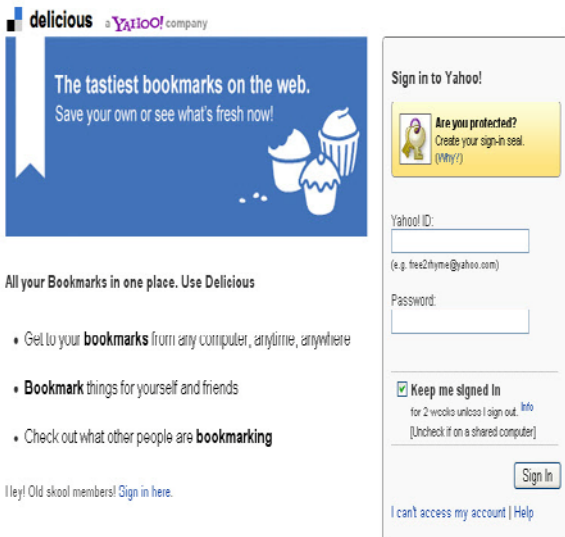 delicious a YAHOO! company
The tastiest bookmarks on the web.
Save your own or see what's fresh now!
All your Bookmarks in one place. Use Delicious
• Get to your bookmarks from any computer, anytime, anywhere
• Bookmark things for yourself and friends
• Check out what other people are bookmarking
Hey! Old skool members! Sign in here.
Sign in to Yahoo!
Are you protected?
Create your sign-in seal.
(Why?)
Yahoo! ID:
(e.g. free2rhyme@yahoo.com)
Password:
Keep me signed in
for 2 weeks unless I sign out. Info
[Uncheck if on a shared computer]
Sign In
I can't access my account | Help